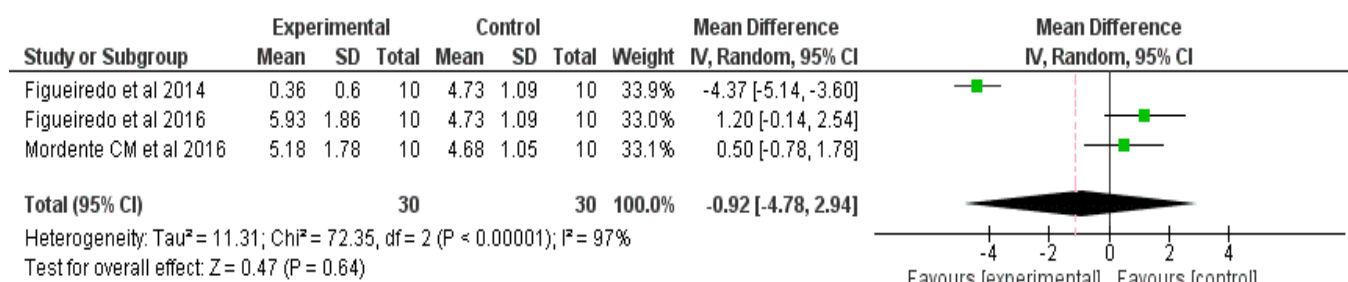 Experimental Control Mean Difference Mean Difference
Study or Subgroup Mean SD Total Mean SD Total Weight IV, Random, 95% CI IV, Random, 95% CI
Figueiredo et al 2014 0.36 0.6 10 4.73 1.09 10 33.9% -4.37 [-5.14, -3.60]
Figueiredo et al 2016 5.93 1.86 10 4.73 1.09 10 33.0% 1.20 [-0.14, 2.54]
Mordente CM et al 2016 5.18 1.78 10 4.68 1.05 10 33.1% 0.50 [-0.78, 1.78]
Total (95% CI) 30 30 100.0% -0.92 [-4.78, 2.94]
Heterogeneity: Tau² = 11.31; Chi² = 72.35, df = 2 (P < 0.00001); I² = 97%
Test for overall effect: Z = 0.47 (P = 0.64)
-4 -2 0 2 4
Favours [experimental] Favours [control]